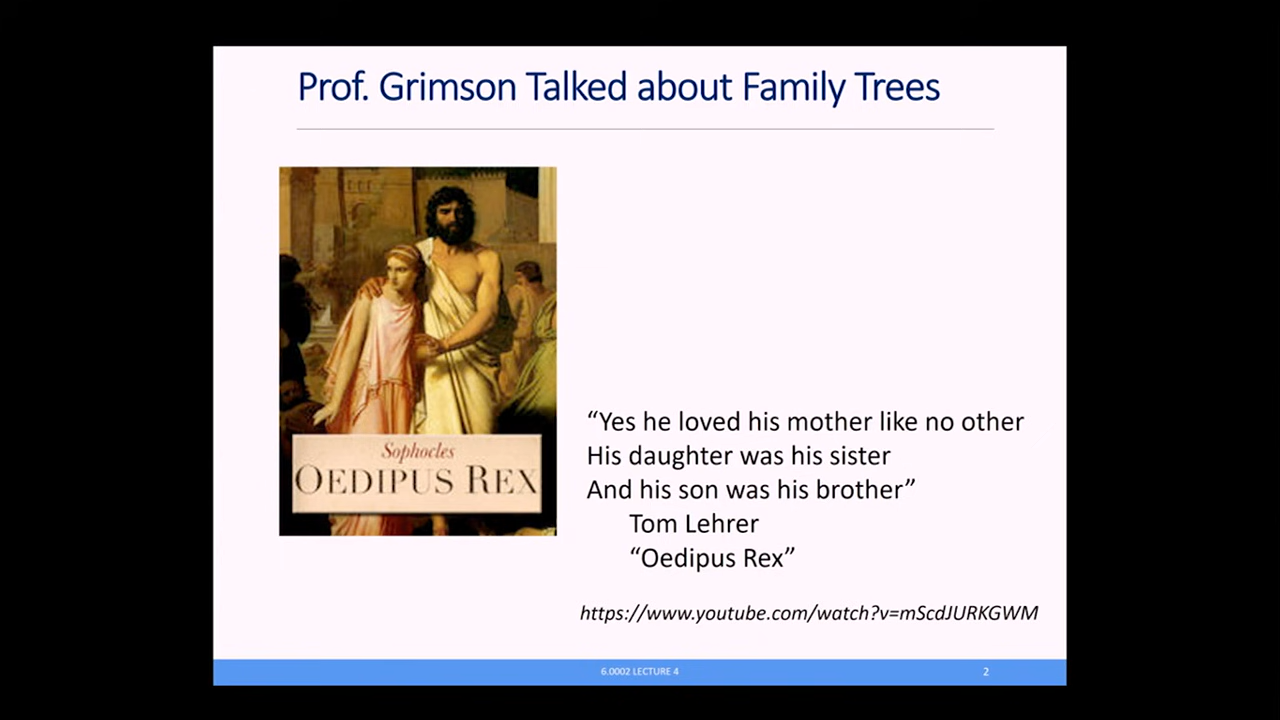 Prof. Grimson Talked about Family Trees
Sophocles
OEDIPUS REX
“Yes he loved his mother like no other
His daughter was his sister
And his son was his brother”
Tom Lehrer
“Oedipus Rex”
https://www.youtube.com/watch?v=mScdJURKGWM
6.0002 LECTURE 4
2